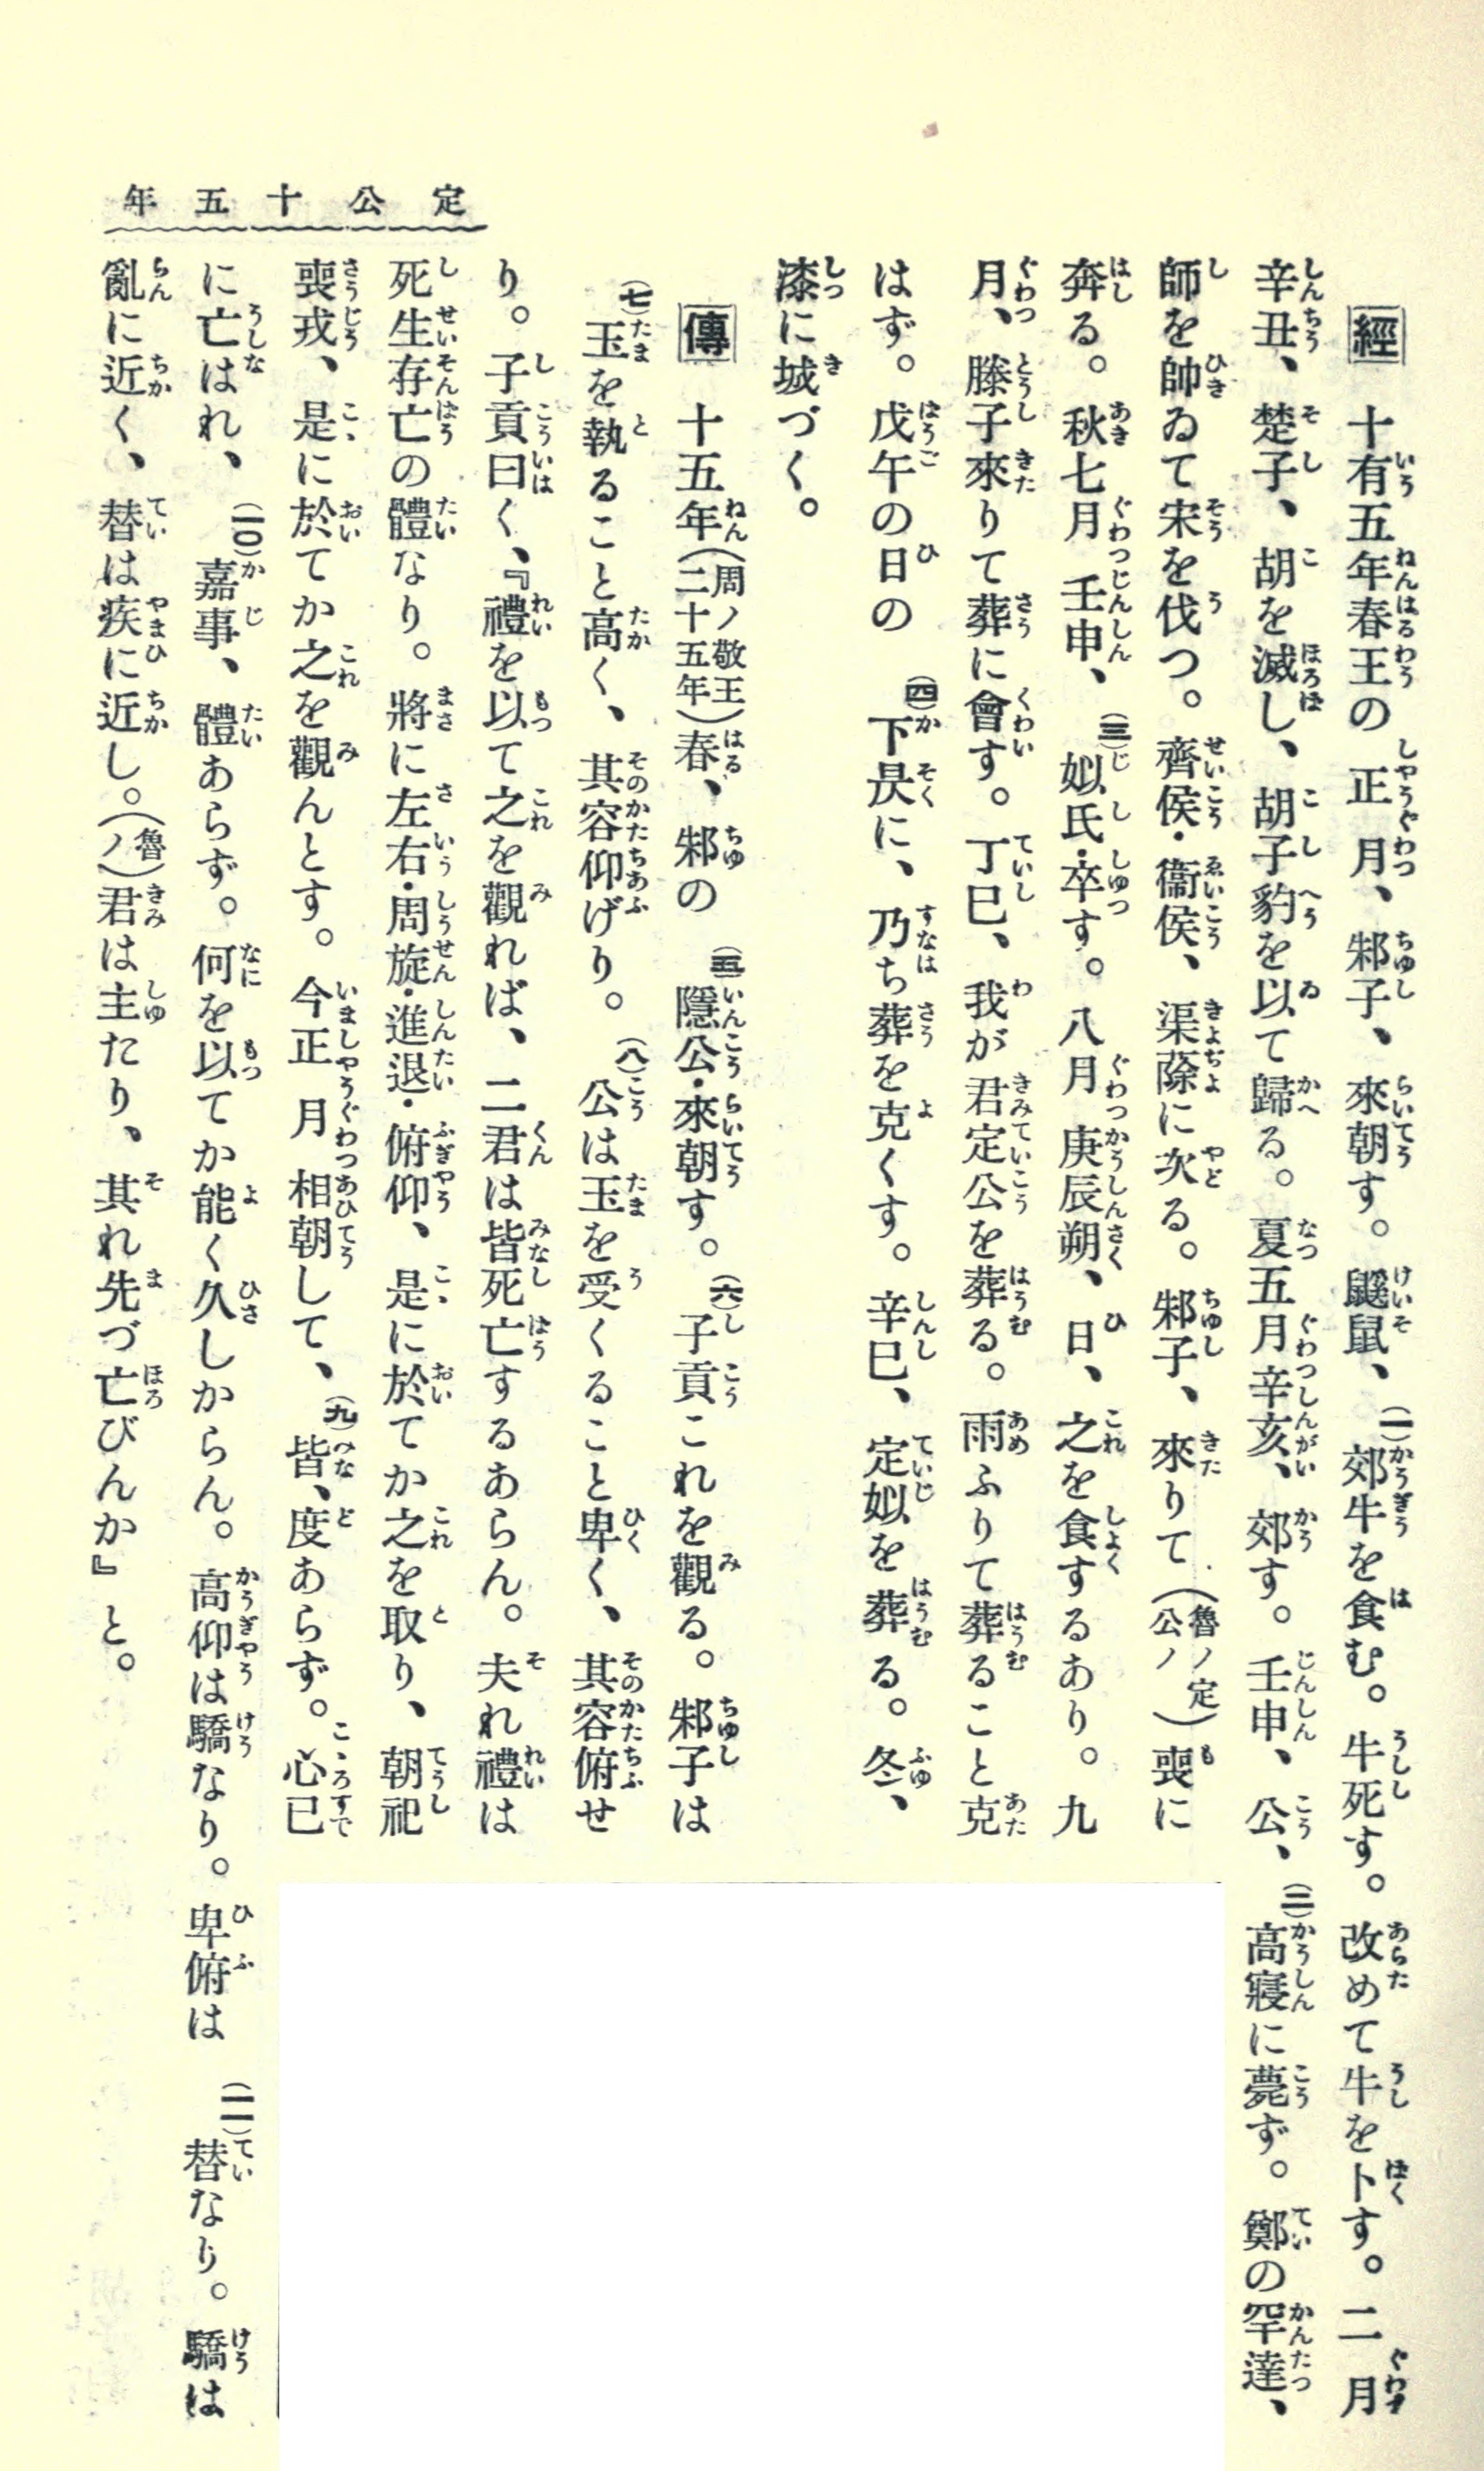 定公十五年
經 十有五年春王の正月、邾子、來朝す。鼷鼠、(一)郊牛を食む。牛死す。改めて牛を卜す。二月
辛丑、楚子、胡を滅し、胡子豹を以て歸る。夏五月辛亥、郊す。壬申、公、(二)高寢に薨ず。鄭の罕達、
師を帥ゐて宋を伐つ。齊侯・衞侯、渠蒢に次る。邾子、來りて(魯ノ定公ノ)喪に
奔る。秋七月壬申、(三)姒氏・卒す。八月庚辰朔、日、之を食するあり。九
月、滕子來りて葬に會す。丁巳、我が君定公を葬る。雨ふりて葬ること克
はず。戊午の日の(四)下昃に、乃ち葬を克くす。辛巳、定姒を葬る。冬、
漆に城づく。
傳 十五年(周ノ敬王二十五年)春、邾の(五)隱公・來朝す。(六)子貢これを觀る。邾子は
(七)玉を執ること高く、其容仰げり。(八)公は玉を受くること卑く、其容俯せ
り。子貢曰く、『禮を以て之を觀れば、二君は皆死亡するあらん。夫れ禮は
死生存亡の體なり。將に左右・周旋・進退・俯仰、是に於てか之を取り、朝祀
喪戎、是に於てか之を觀んとす。今正月相朝して、(九)皆、度あらず。心已
に亡はれ、(一〇)嘉事、體あらず。何を以てか能く久しからん。高仰は驕なり。卑俯は(一一)替なり。驕は
亂に近く、替は疾に近し。(魯ノ)君は主たり、其れ先づ亡びんか』と。